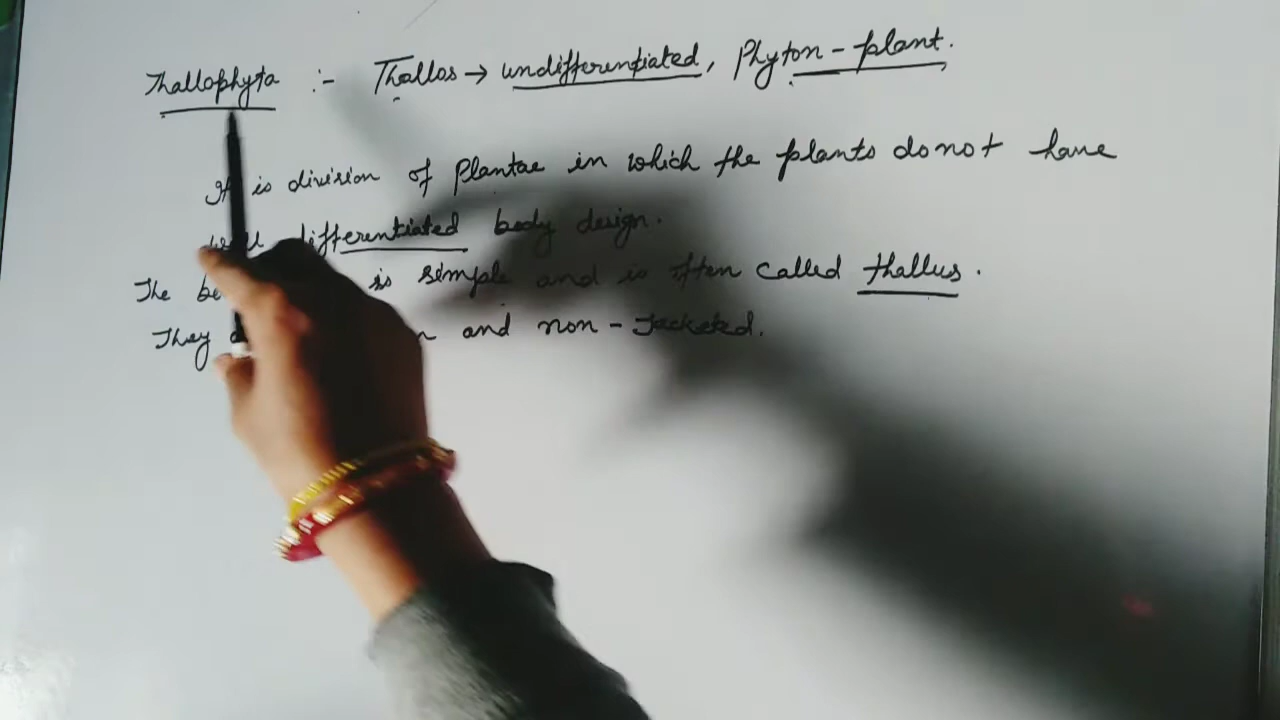 Thallophyta :- Thallos → undifferentiated, Phyton - plant.
It is division of Plantae in which the plants donot have
well differentiated body design.
The is simple and is often called thallus.
They and non - Jacketed.